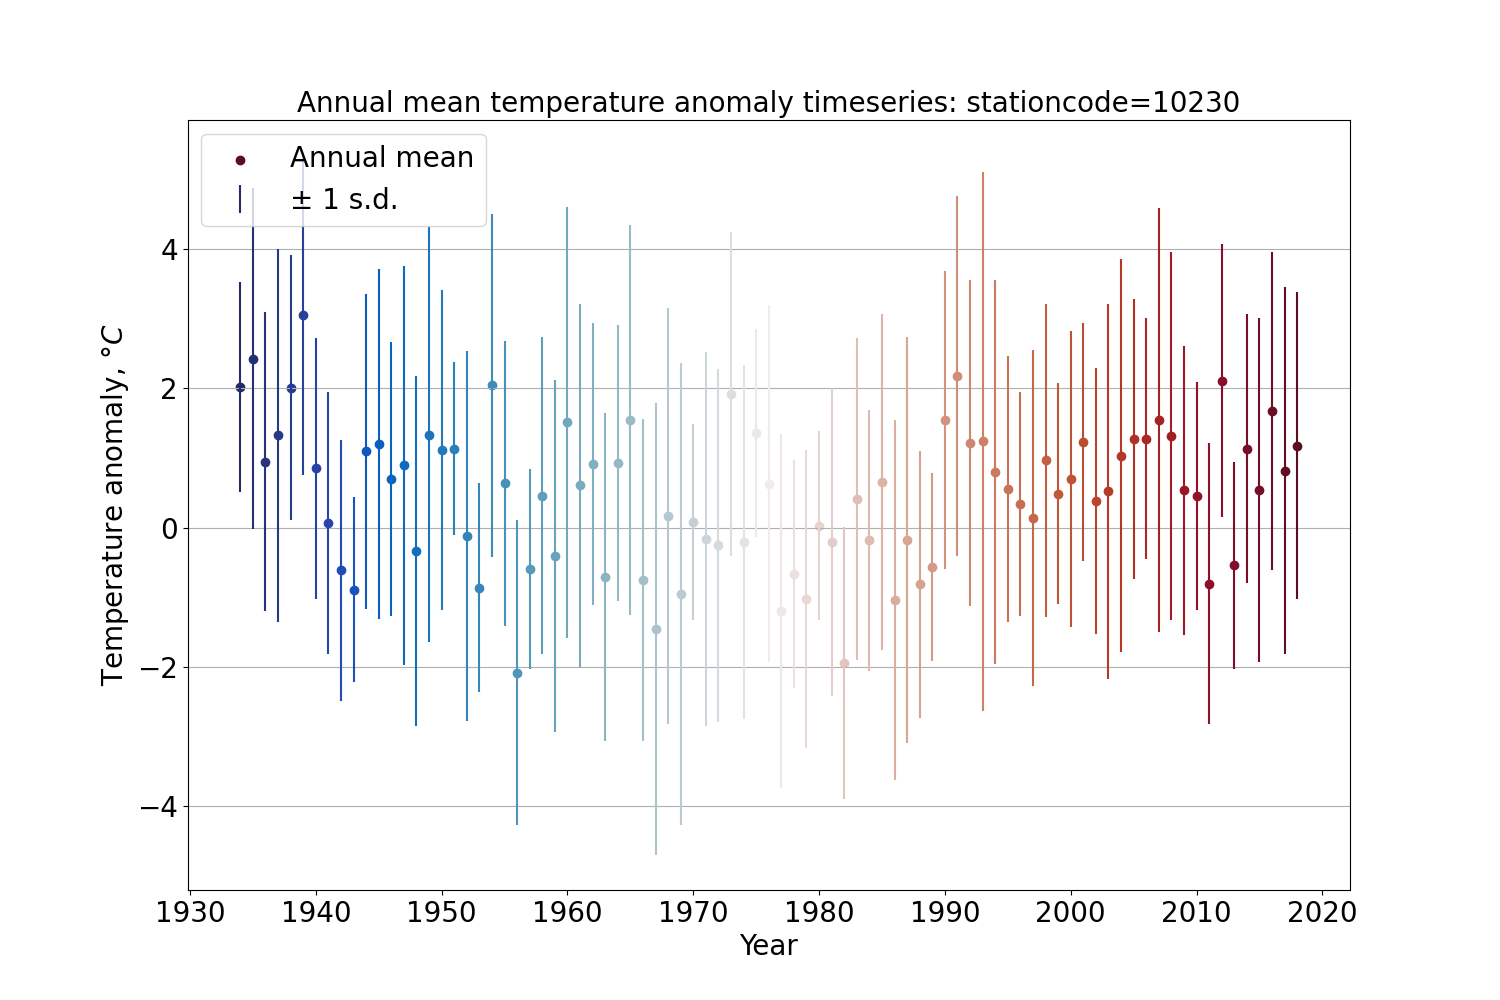 Annual mean temperature anomaly timeseries: stationcode=10230
Annual mean
± 1 s.d.
Temperature anomaly, °C
4
2
0
−2
−4
1930 1940 1950 1960 1970 1980 1990 2000 2010 2020
Year